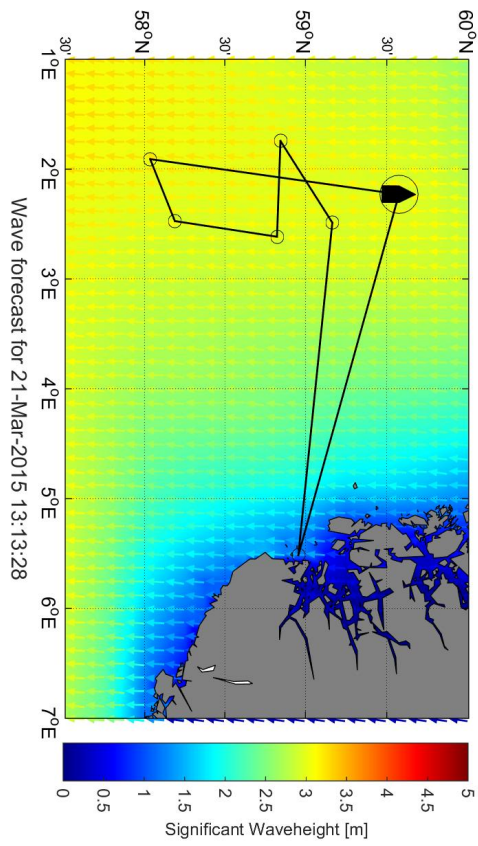 30' 58°N 30' 59°N 30' 60°N
1°E
2°E
3°E
4°E
5°E
6°E
7°E
Wave forecast for 21-Mar-2015 13:13:28
0 0.5 1 1.5 2 2.5 3 3.5 4 4.5 5
Significant Waveheight [m]